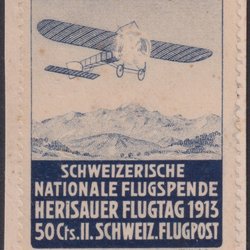 SCHWEIZERISCHE
NATIONALE FLUGSPENDE
HERISAUER FLUGTAG 1913
50 Cts. II. SCHWEIZ. FLUGPOST